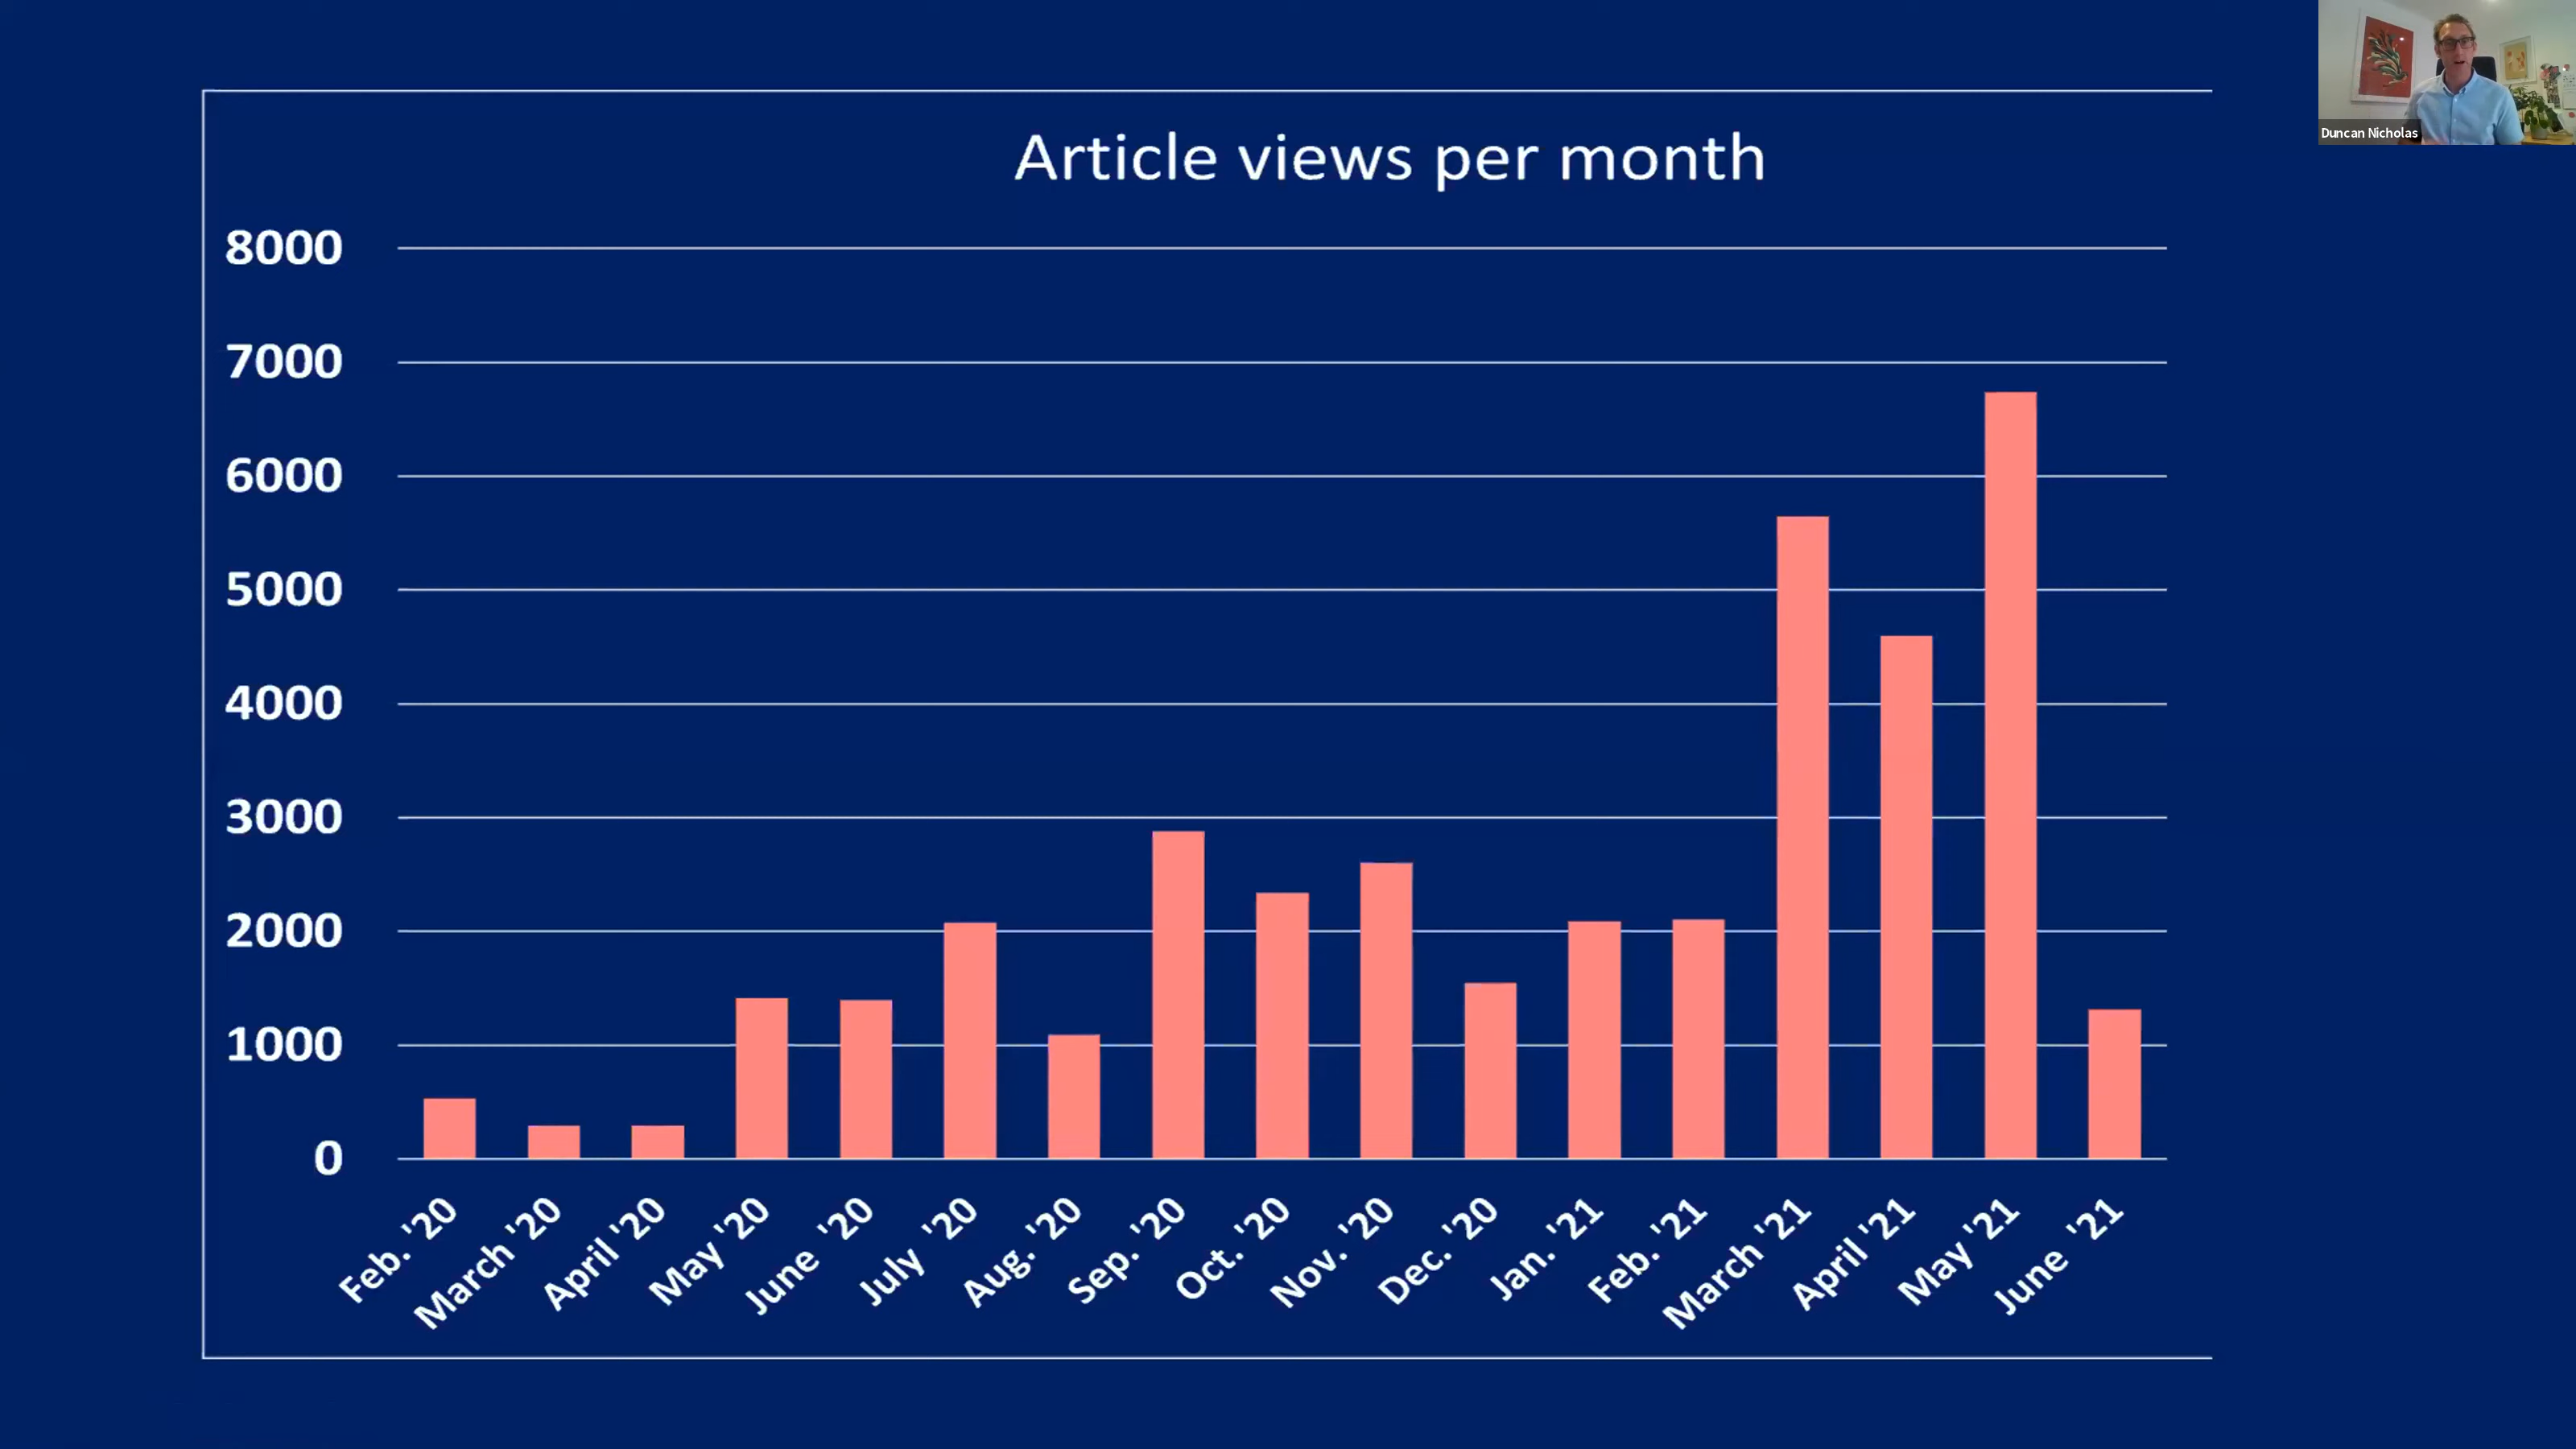 Duncan Nicholas
Article views per month
8000
7000
6000
5000
4000
3000
2000
1000
0
Feb. '20
March '20
April '20
May '20
June '20
July '20
Aug. '20
Sep. '20
Oct. '20
Nov. '20
Dec. '20
Jan. '21
Feb. '21
March '21
April '21
May '21
June '21